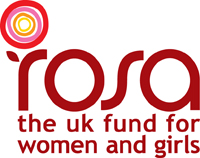 rosa
the uk fund for
women and girls